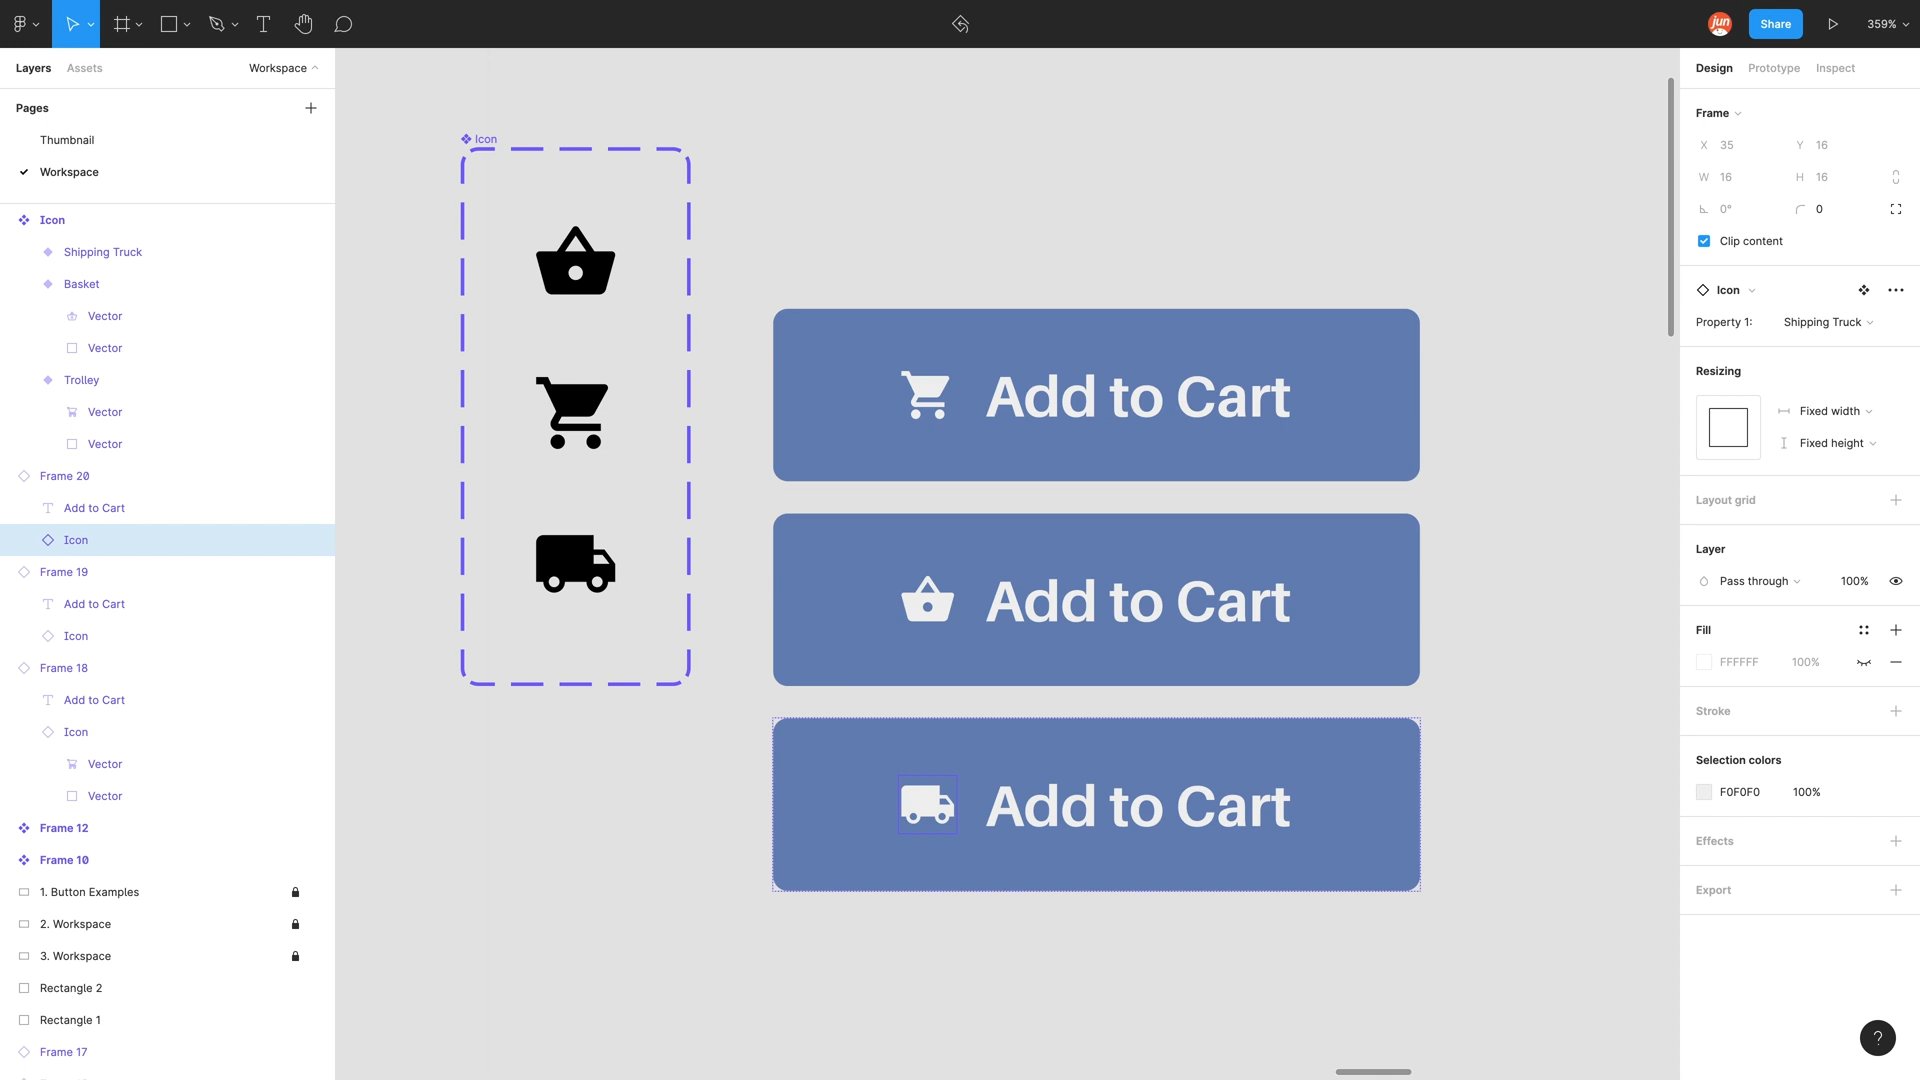 jun
Share
359%
Layers
Assets
Workspace
Pages
Thumbnail
Workspace
Icon
Shipping Truck
Basket
Vector
Vector
Trolley
Vector
Vector
Frame 20
Add to Cart
Icon
Frame 19
Add to Cart
Icon
Frame 18
Add to Cart
Icon
Vector
Vector
Frame 12
Frame 10
1. Button Examples
2. Workspace
3. Workspace
Rectangle 2
Rectangle 1
Frame 17
Icon
Add to Cart
Add to Cart
Add to Cart
Design
Prototype
Inspect
Frame
X 35
Y 16
W 16
H 16
0°
0
Clip content
Icon
Property 1:
Shipping Truck
Resizing
Fixed width
Fixed height
Layout grid
Layer
Pass through
100%
Fill
FFFFFF
100%
Stroke
Selection colors
F0F0F0
100%
Effects
Export
?